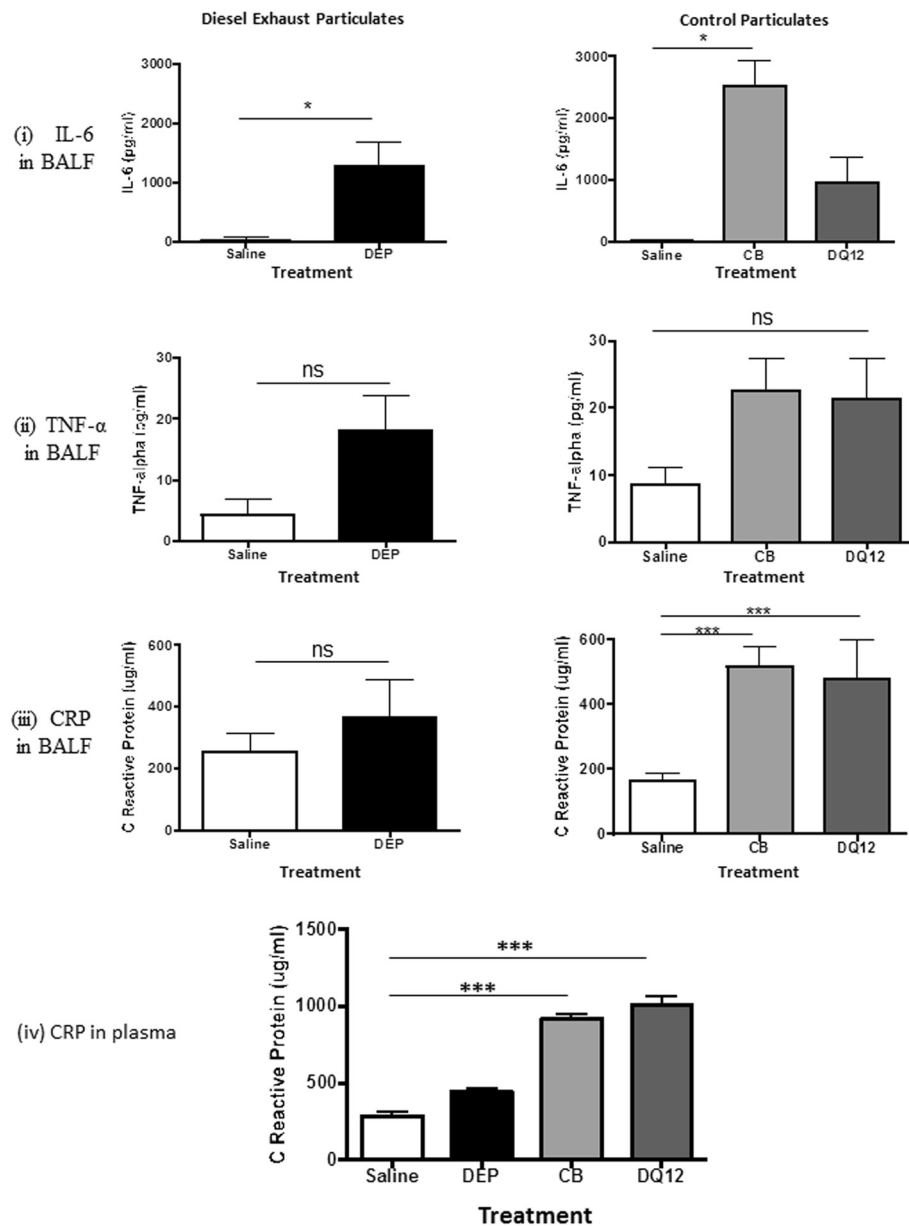 Diesel Exhaust Particulates
Control Particulates
(i) IL-6
in BALF
IL-6 (pg/ml)
3000
2000
1000
0
*
Saline
DEP
Treatment
IL-6 (pg/ml)
3000
2000
1000
0
*
Saline
CB
DQ12
Treatment
(ii) TNF-α
in BALF
TNF-alpha (pg/ml)
30
20
10
0
ns
Saline
DEP
Treatment
TNF-alpha (pg/ml)
30
20
10
0
ns
Saline
CB
DQ12
Treatment
(iii) CRP
in BALF
C Reactive Protein (ug/ml)
600
400
200
0
ns
Saline
DEP
Treatment
C Reactive Protein (ug/ml)
600
400
200
0
***
***
Saline
CB
DQ12
Treatment
(iv) CRP in plasma
C Reactive Protein (ug/ml)
1500
1000
500
0
***
***
Saline
DEP
CB
DQ12
Treatment